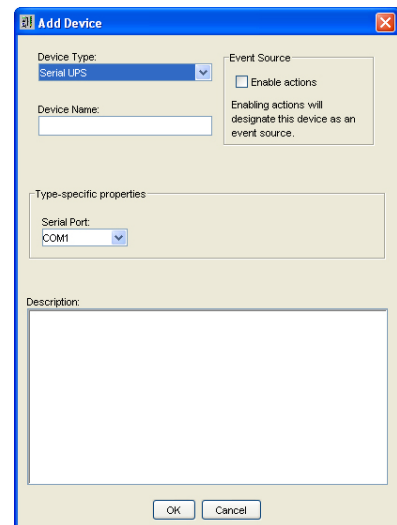 Add Device
Device Type:
Serial UPS
Event Source
Enable actions
Enabling actions will
designate this device as an
event source.
Device Name:
Type-specific properties
Serial Port:
COM1
Description:
OK
Cancel